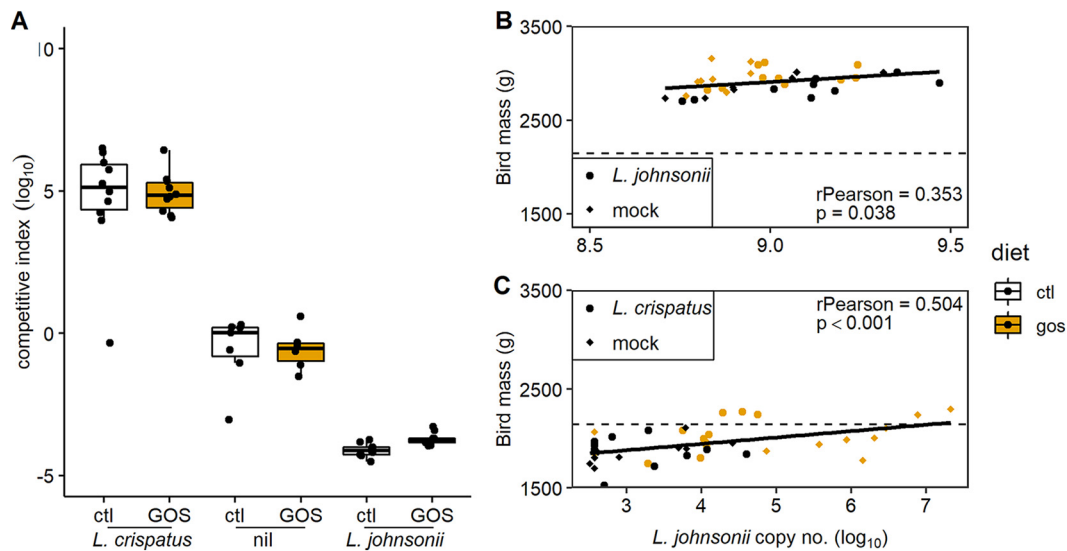 A
competitive index (log10)
10
5
0
-5
ctl GOS ctl GOS ctl GOS
L. crispatus nil L. johnsonii
B
Bird mass (g)
3500
2500
1500
L. johnsonii
mock
rPearson = 0.353
p = 0.038
8.5 9.0 9.5
C
Bird mass (g)
3500
2500
1500
L. crispatus
mock
rPearson = 0.504
p < 0.001
3 4 5 6 7
L. johnsonii copy no. (log10)
diet
ctl
gos